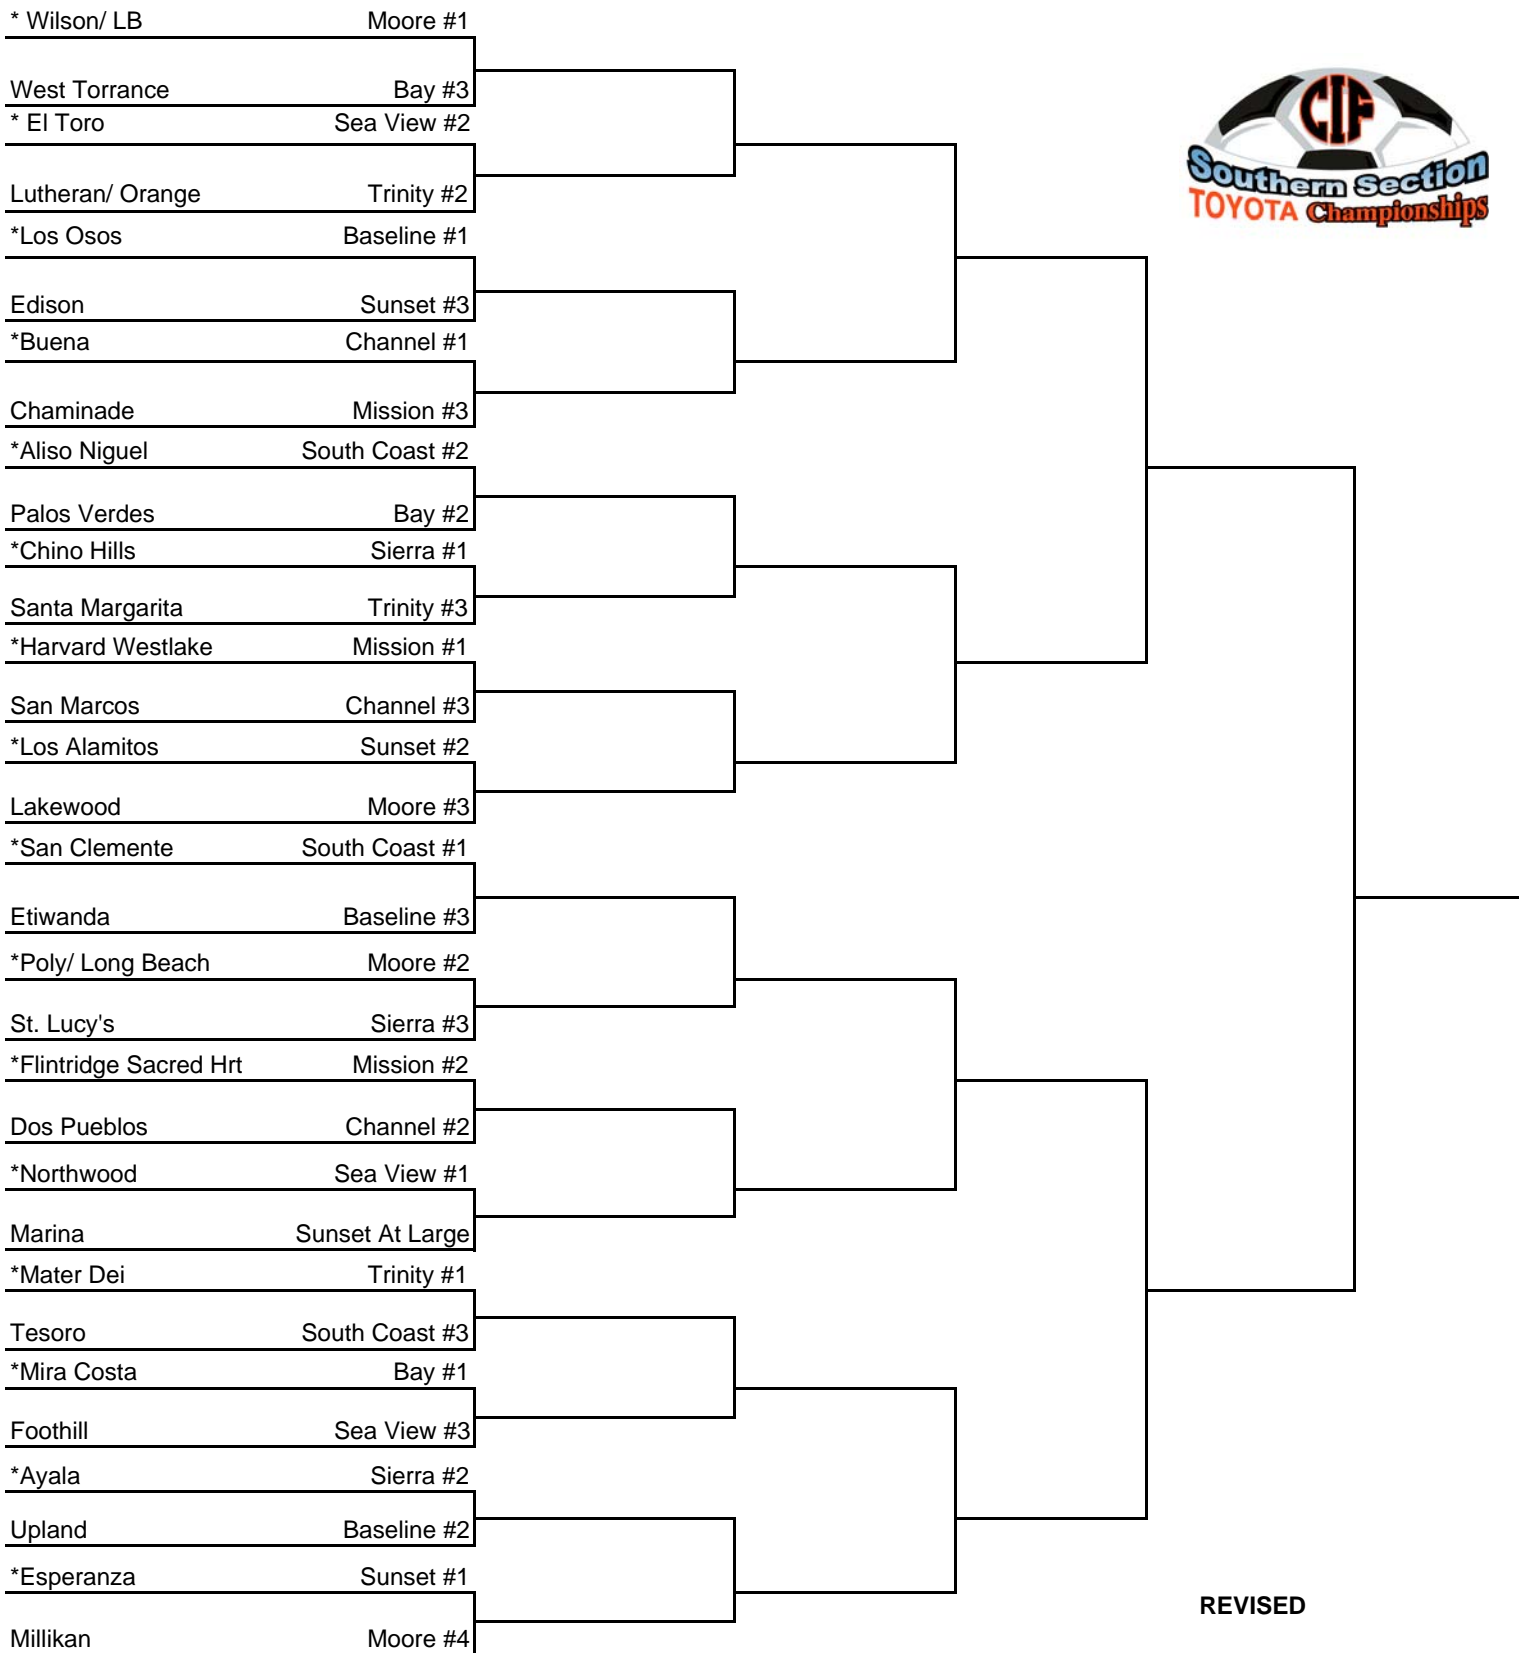 * Wilson/ LB Moore #1
West Torrance Bay #3
* El Toro Sea View #2
Lutheran/ Orange Trinity #2
*Los Osos Baseline #1
Edison Sunset #3
*Buena Channel #1
Chaminade Mission #3
*Aliso Niguel South Coast #2
Palos Verdes Bay #2
*Chino Hills Sierra #1
Santa Margarita Trinity #3
*Harvard Westlake Mission #1
San Marcos Channel #3
*Los Alamitos Sunset #2
Lakewood Moore #3
*San Clemente South Coast #1
Etiwanda Baseline #3
*Poly/ Long Beach Moore #2
St. Lucy's Sierra #3
*Flintridge Sacred Hrt Mission #2
Dos Pueblos Channel #2
*Northwood Sea View #1
Marina Sunset At Large
*Mater Dei Trinity #1
Tesoro South Coast #3
*Mira Costa Bay #1
Foothill Sea View #3
*Ayala Sierra #2
Upland Baseline #2
*Esperanza Sunset #1
Millikan Moore #4
CIF
Southern Section
TOYOTA Championships
REVISED